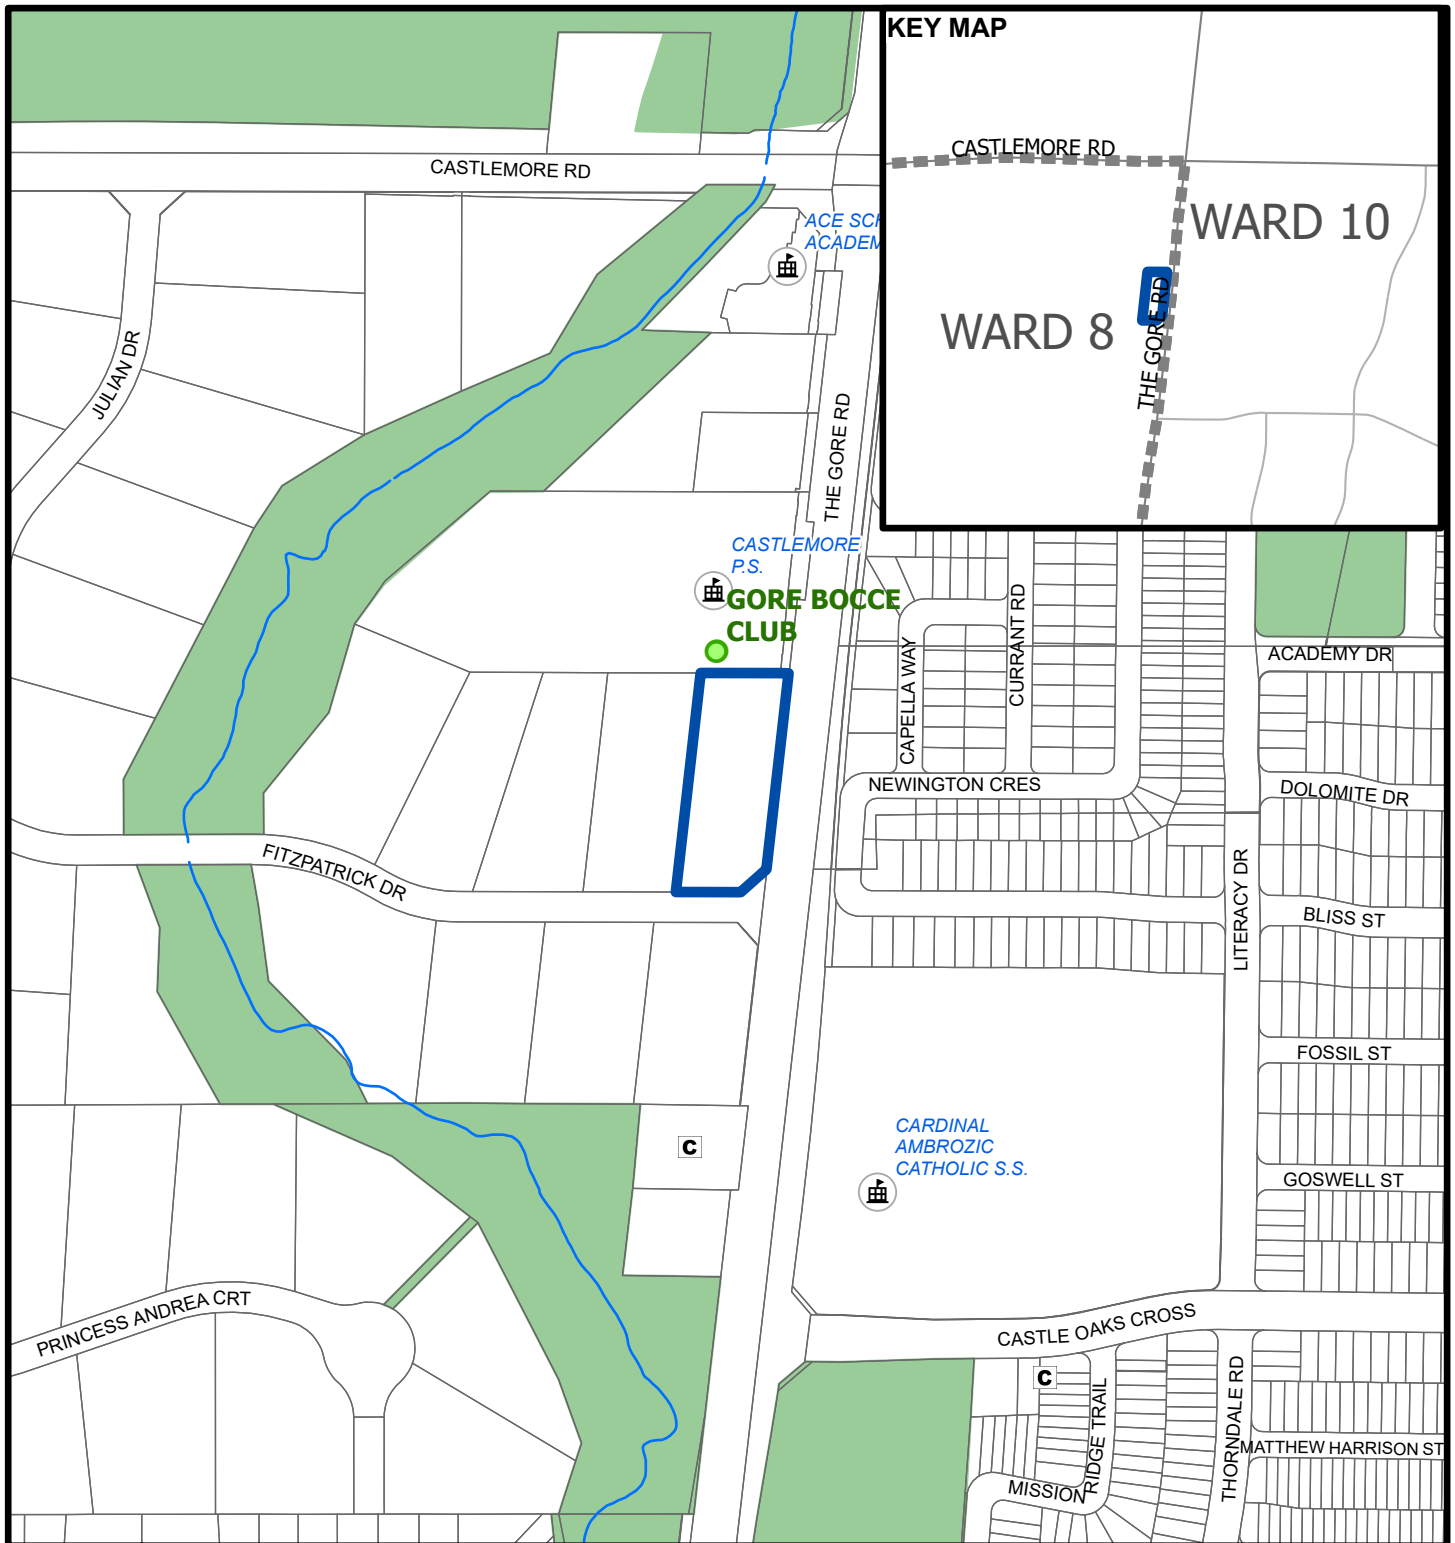 KEY MAP
CASTLEMORE RD
WARD 10
WARD 8
THE GORE RD
CASTLEMORE RD
ACE SCH
ACADEM
JULIAN DR
THE GORE RD
CASTLEMORE
P.S.
GORE BOCCE
CLUB
CAPELLA WAY
CURRANT RD
ACADEMY DR
NEWINGTON CRES
DOLOMITE DR
FITZPATRICK DR
LITERACY DR
BLISS ST
FOSSIL ST
CARDINAL
AMBROZIC
CATHOLIC S.S.
C
GOSWELL ST
PRINCESS ANDREA CRT
CASTLE OAKS CROSS
C
MISSION
RIDGE TRAIL
THORNDALE RD
MATTHEW HARRISON ST